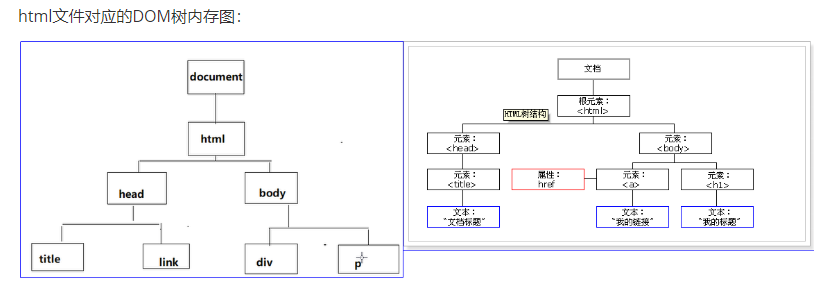 html文件对应的DOM树内存图：
document
html
head
body
title
link
div
p
文档
根元素：
<html>
HTML树结构
元素：
<head>
元素：
<body>
元素：
<title>
属性：
href
元素：
<a>
元素：
<h1>
文本：
"文档标题"
文本：
"我的链接"
文本：
"我的标题"